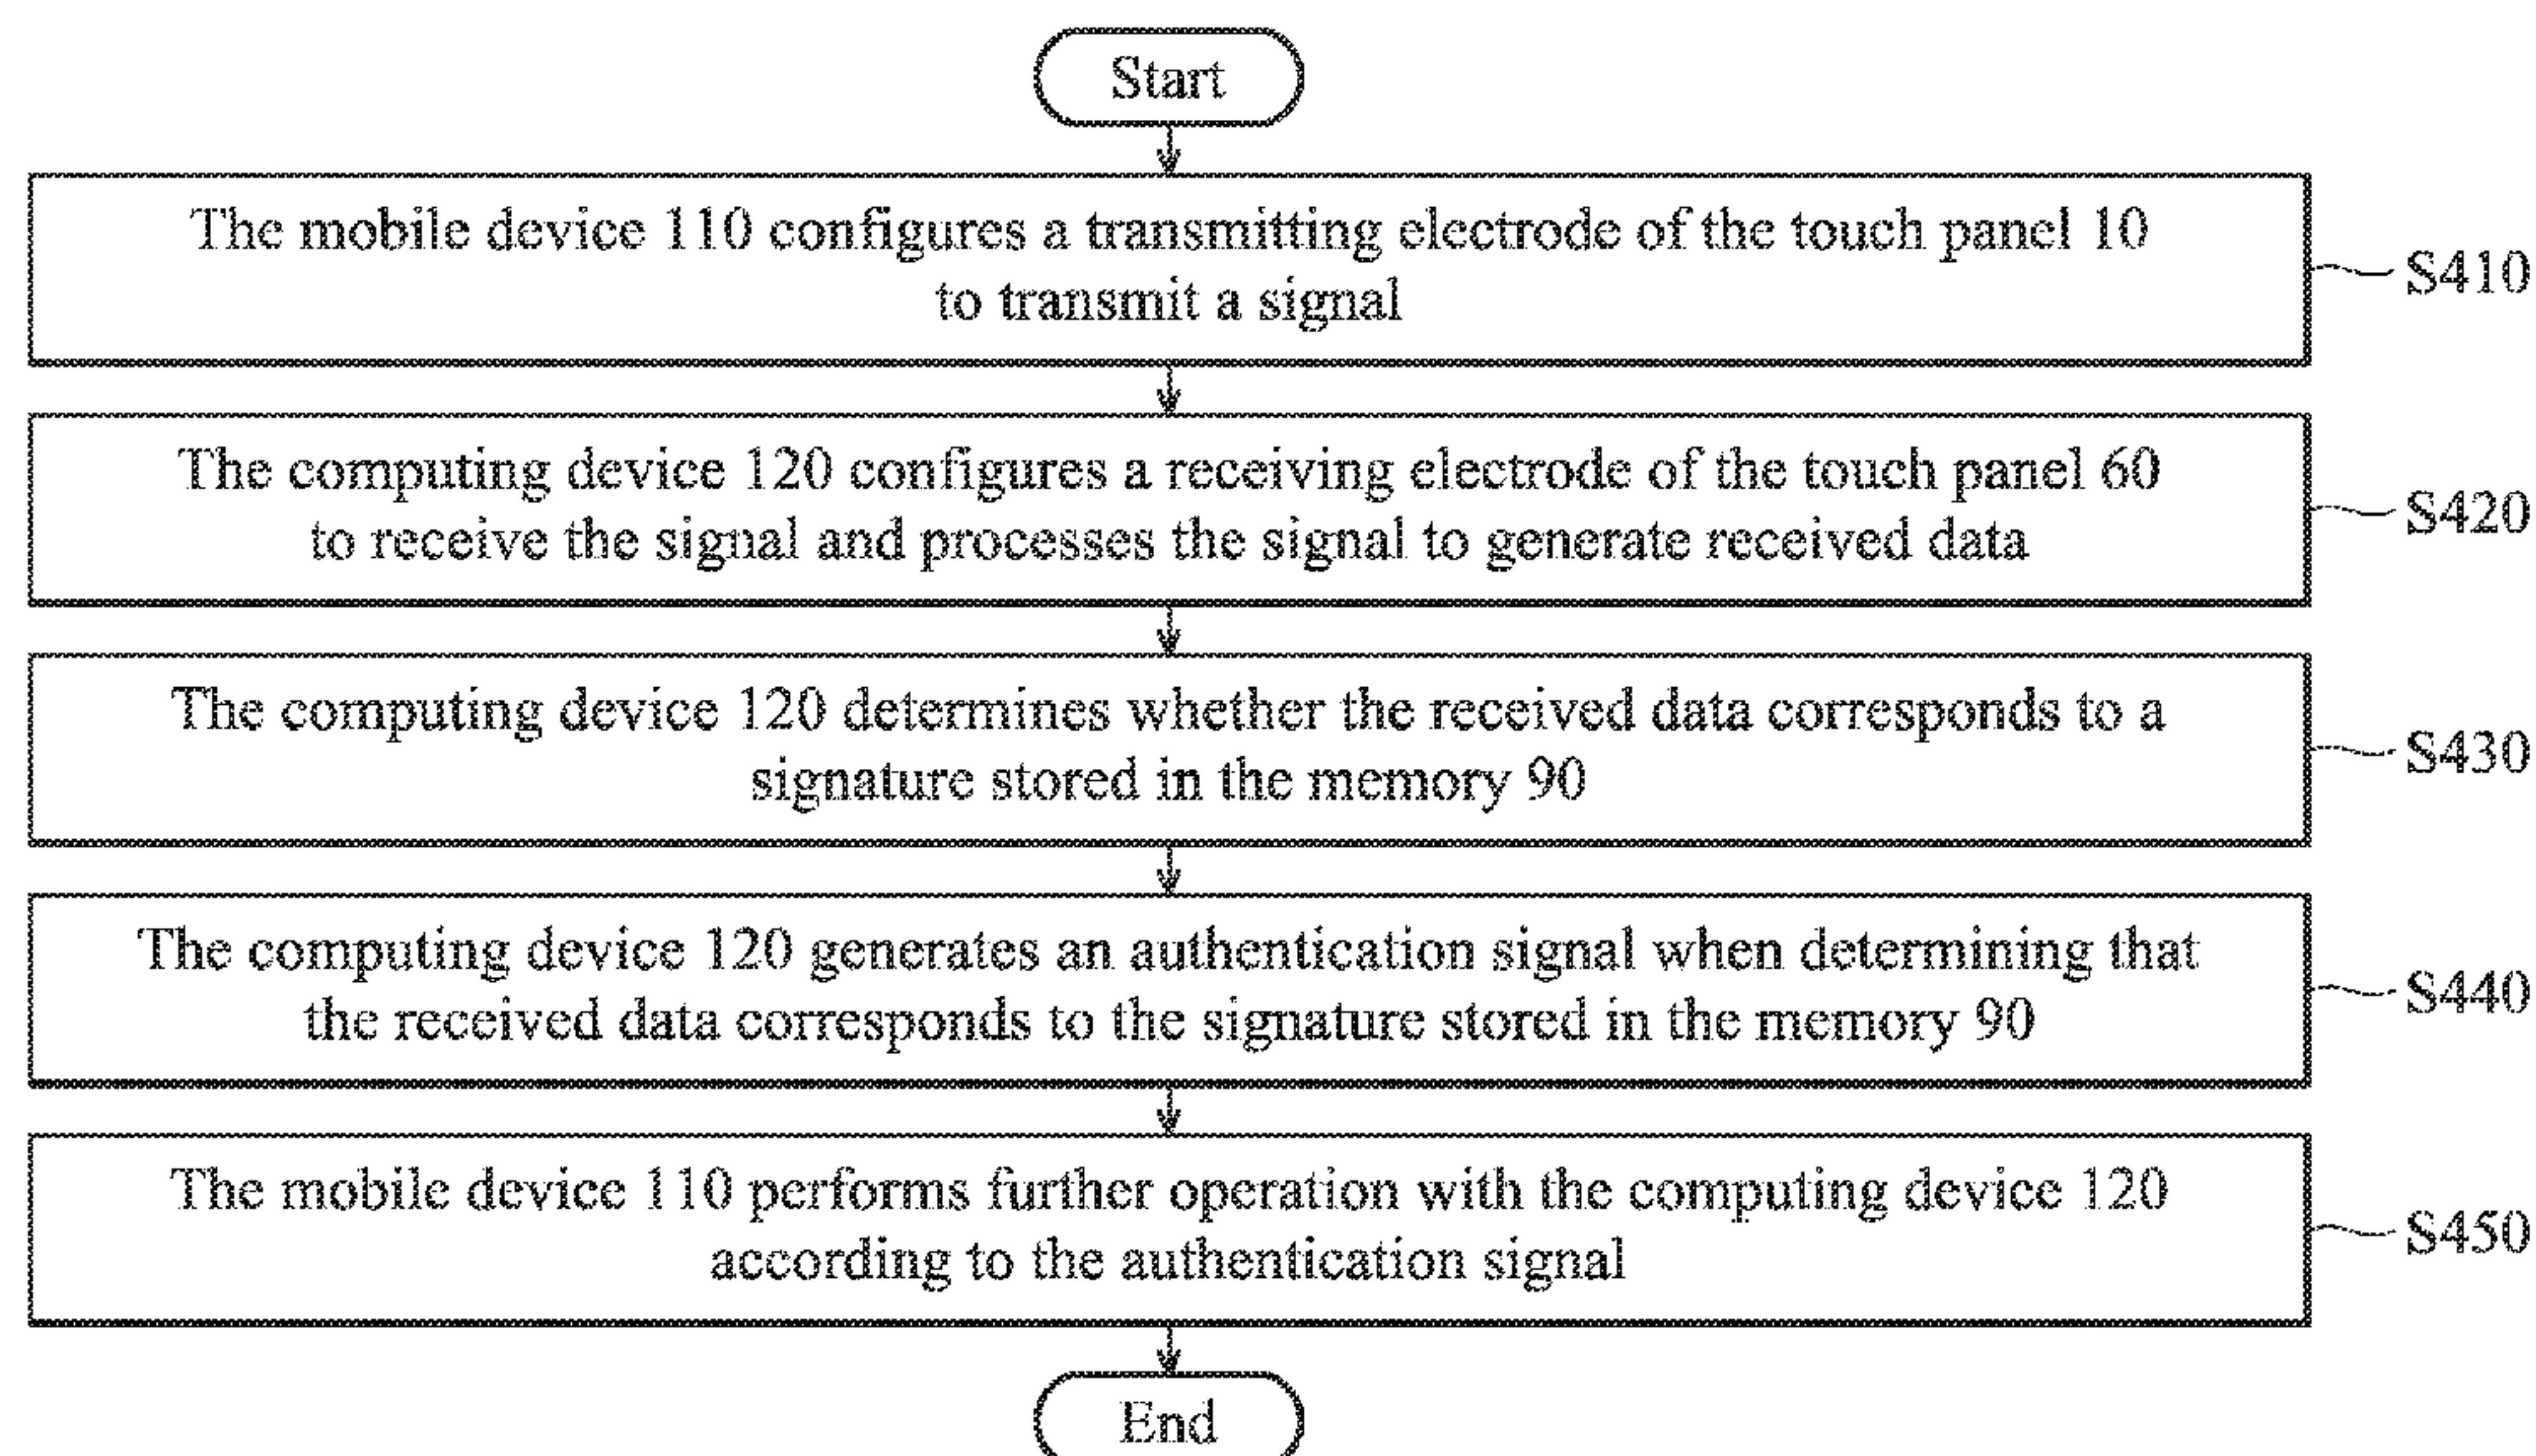 Start
The mobile device 110 configures a transmitting electrode of the touch panel 10
to transmit a signal
S410
The computing device 120 configures a receiving electrode of the touch panel 60
to receive the signal and processes the signal to generate received data
S420
The computing device 120 determines whether the received data corresponds to a
signature stored in the memory 90
S430
The computing device 120 generates an authentication signal when determining that
the received data corresponds to the signature stored in the memory 90
S440
The mobile device 110 performs further operation with the computing device 120
according to the authentication signal
S450
End